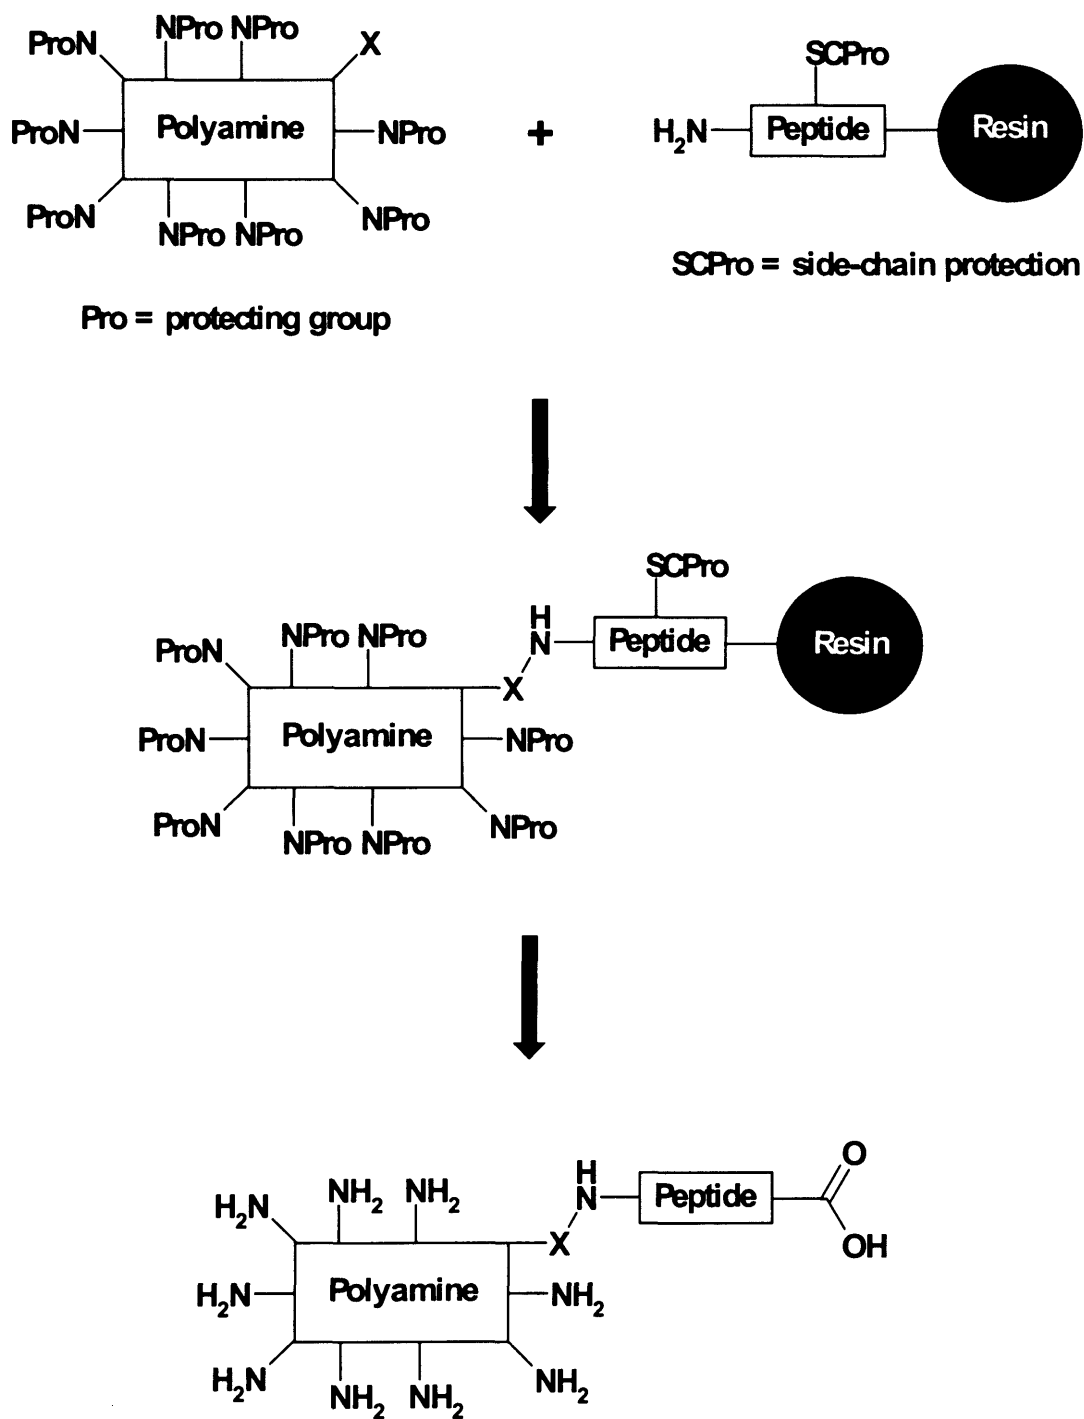 NPro NPro
ProN
X
SCPro
ProN
Polyamine
NPro
+
H₂N
Peptide
Resin
ProN
NPro NPro
NPro
SCPro = side-chain protection
Pro = protecting group
SCPro
H
N
Peptide
Resin
NPro NPro
ProN
X
ProN
Polyamine
NPro
ProN
NPro NPro
NPro
O
H
N
Peptide
NH₂ NH₂
H₂N
X
OH
H₂N
Polyamine
NH₂
H₂N
NH₂ NH₂
NH₂